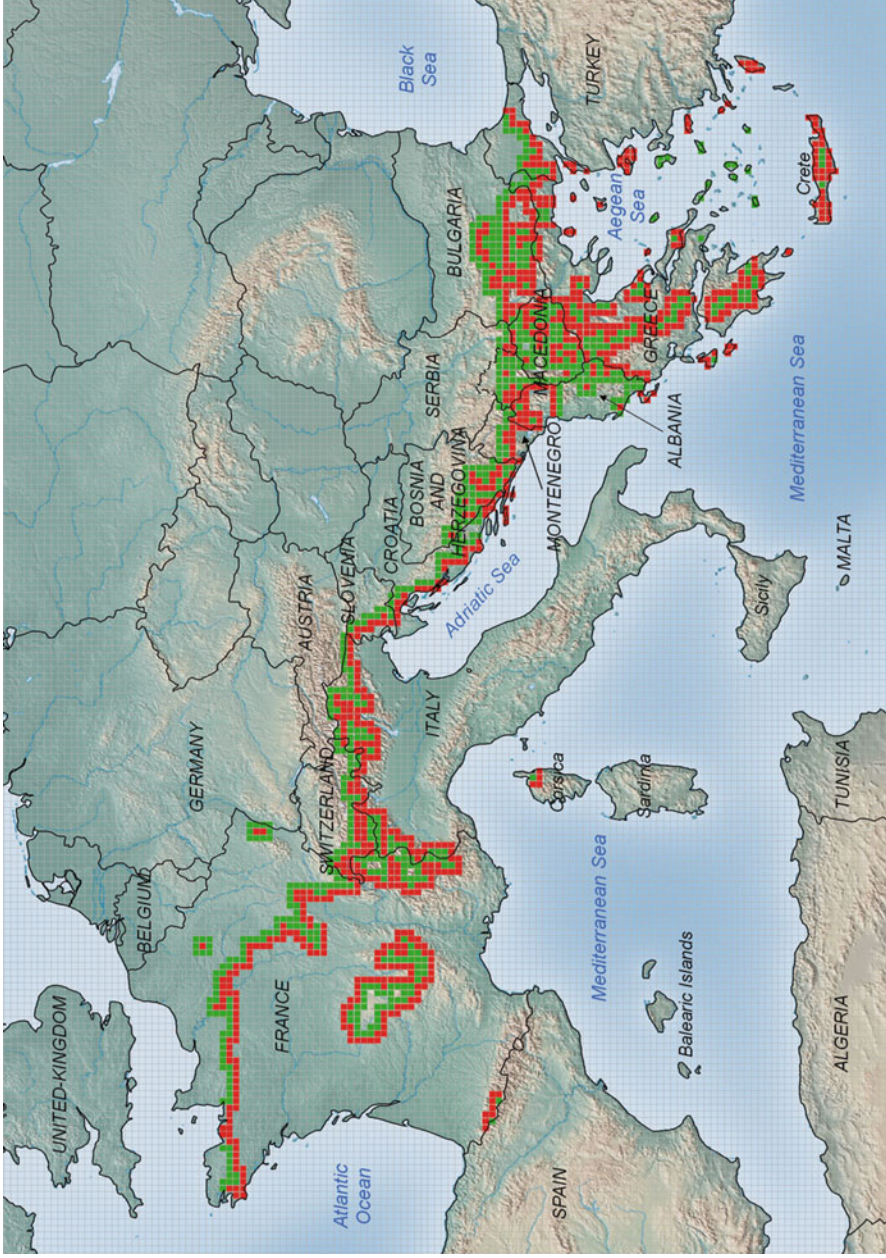 UNITED-KINGDOM
BELGIUM
GERMANY
FRANCE
Atlantic
Ocean
SWITZERLAND
AUSTRIA
SLOVENIA
CROATIA
BOSNIA
AND
HERZEGOVINA
SERBIA
BULGARIA
Black
Sea
ITALY
Adriatic Sea
MONTENEGRO
MACEDONIA
ALBANIA
GREECE
Aegean
Sea
TURKEY
SPAIN
Corsica
Sardinia
Balearic Islands
Mediterranean Sea
Sicily
MALTA
Mediterranean Sea
Crete
ALGERIA
TUNISIA